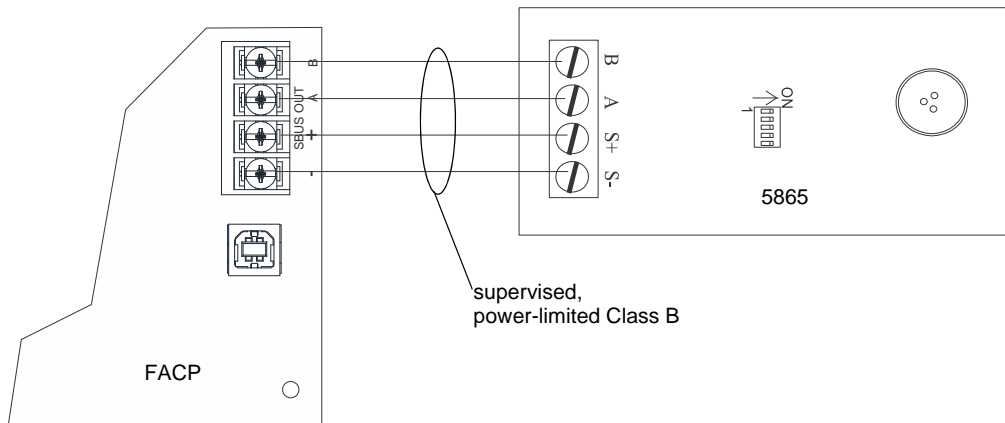 B
A
SBUS OUT
+
-
B
A
S+
S-
ON
1
5865
supervised,
power-limited Class B
FACP